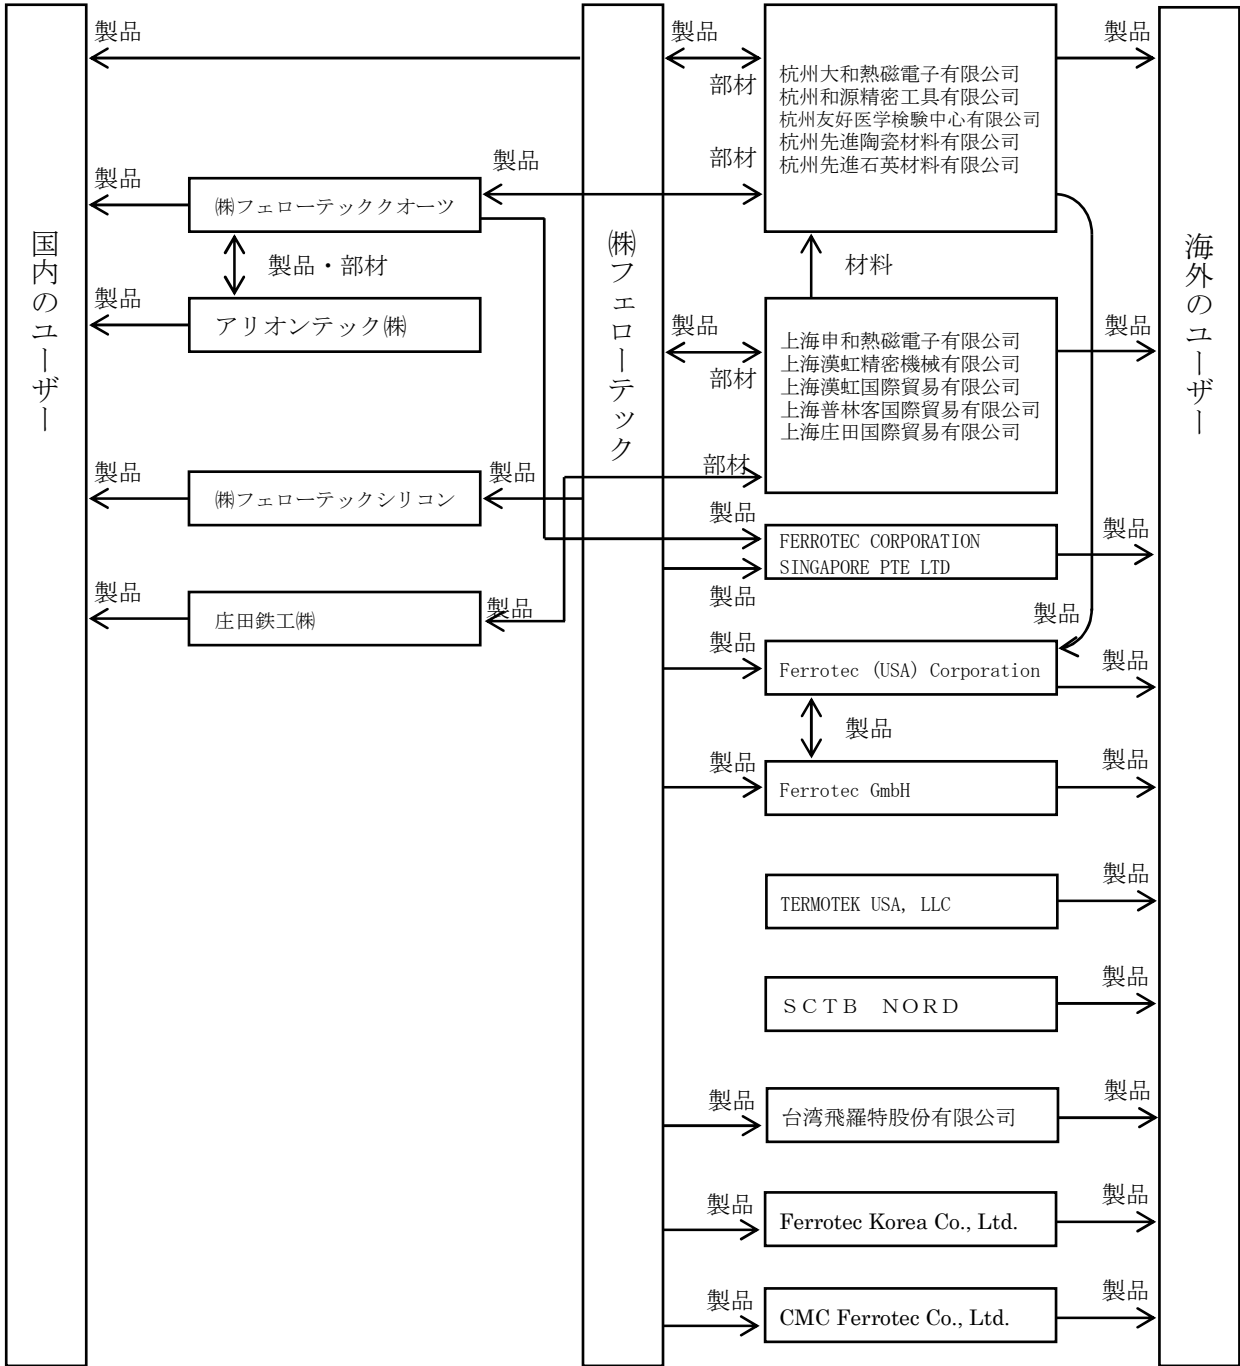 製品
製品
製品
部材
杭州大和熱磁電子有限公司
杭州和源精密工具有限公司
杭州友好医学検験中心有限公司
杭州先進陶瓷材料有限公司
杭州先進石英材料有限公司
製品
部材
製品
㈱フェローテッククオーツ
国内のユーザー
㈱フェローテック
海外のユーザー
製品・部材
材料
製品
アリオンテック㈱
製品
部材
上海申和熱磁電子有限公司
上海漢虹精密機械有限公司
上海漢虹国際貿易有限公司
上海普林客国際貿易有限公司
上海庄田国際貿易有限公司
製品
製品
㈱フェローテックシリコン
製品
部材
製品
FERROTEC CORPORATION
SINGAPORE PTE LTD
製品
製品
製品
庄田鉄工㈱
製品
製品
製品
Ferrotec (USA) Corporation
製品
製品
製品
Ferrotec GmbH
製品
TERMOTEK USA, LLC
製品
ＳＣＴＢ　ＮＯＲＤ
製品
製品
台湾飛羅特股份有限公司
製品
製品
Ferrotec Korea Co., Ltd.
製品
製品
CMC Ferrotec Co., Ltd.
製品